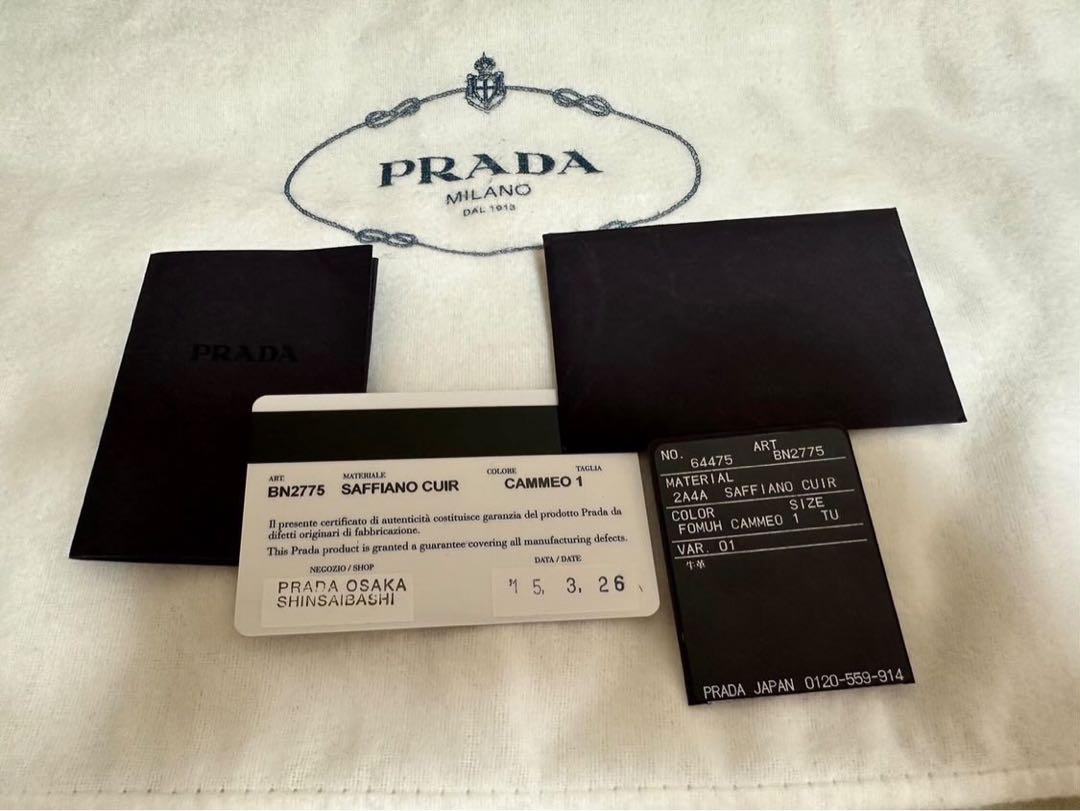 PRADA
MILANO
DAL 1913
PRADA
ART MATERIALE COLORE TAGLIA
BN2775 SAFFIANO CUIR CAMMEO 1
Il presente certificato di autenticità costituisce garanzia del prodotto Prada da
difetti originari di fabbricazione.
This Prada product is granted a guarantee covering all manufacturing defects.
NEGOZIO / SHOP DATA / DATE
PRADA OSAKA
SHINSAIBASHI
'15. 3. 26
NO. 64475 ART BN2775
MATERIAL
2A4A SAFFIANO CUIR
COLOR SIZE
F0MUH CAMMEO 1 TU
VAR. 01
牛革
PRADA JAPAN 0120-559-914